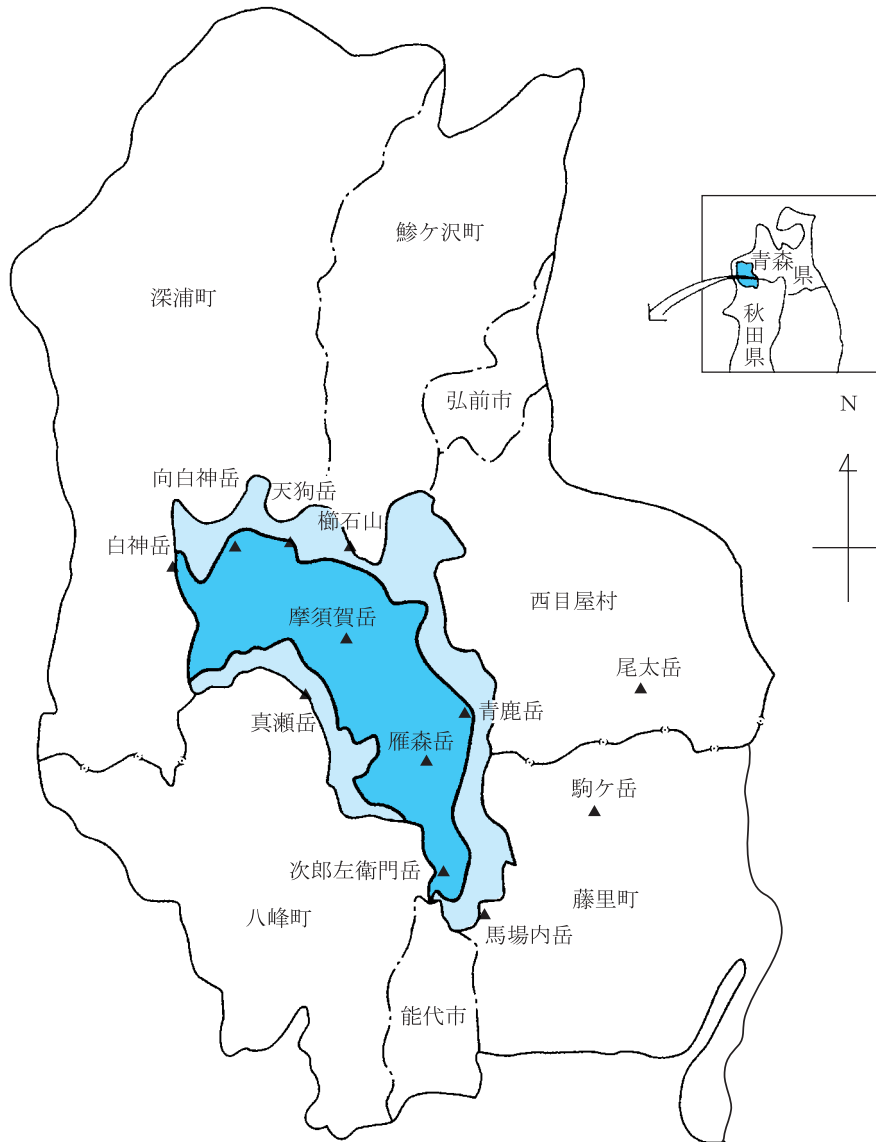 鰺ケ沢町
深浦町
青森県
秋田県
弘前市
N
向白神岳
天狗岳
櫛石山
白神岳
西目屋村
摩須賀岳
尾太岳
真瀬岳
青鹿岳
雁森岳
駒ケ岳
次郎左衛門岳
藤里町
八峰町
馬場内岳
能代市